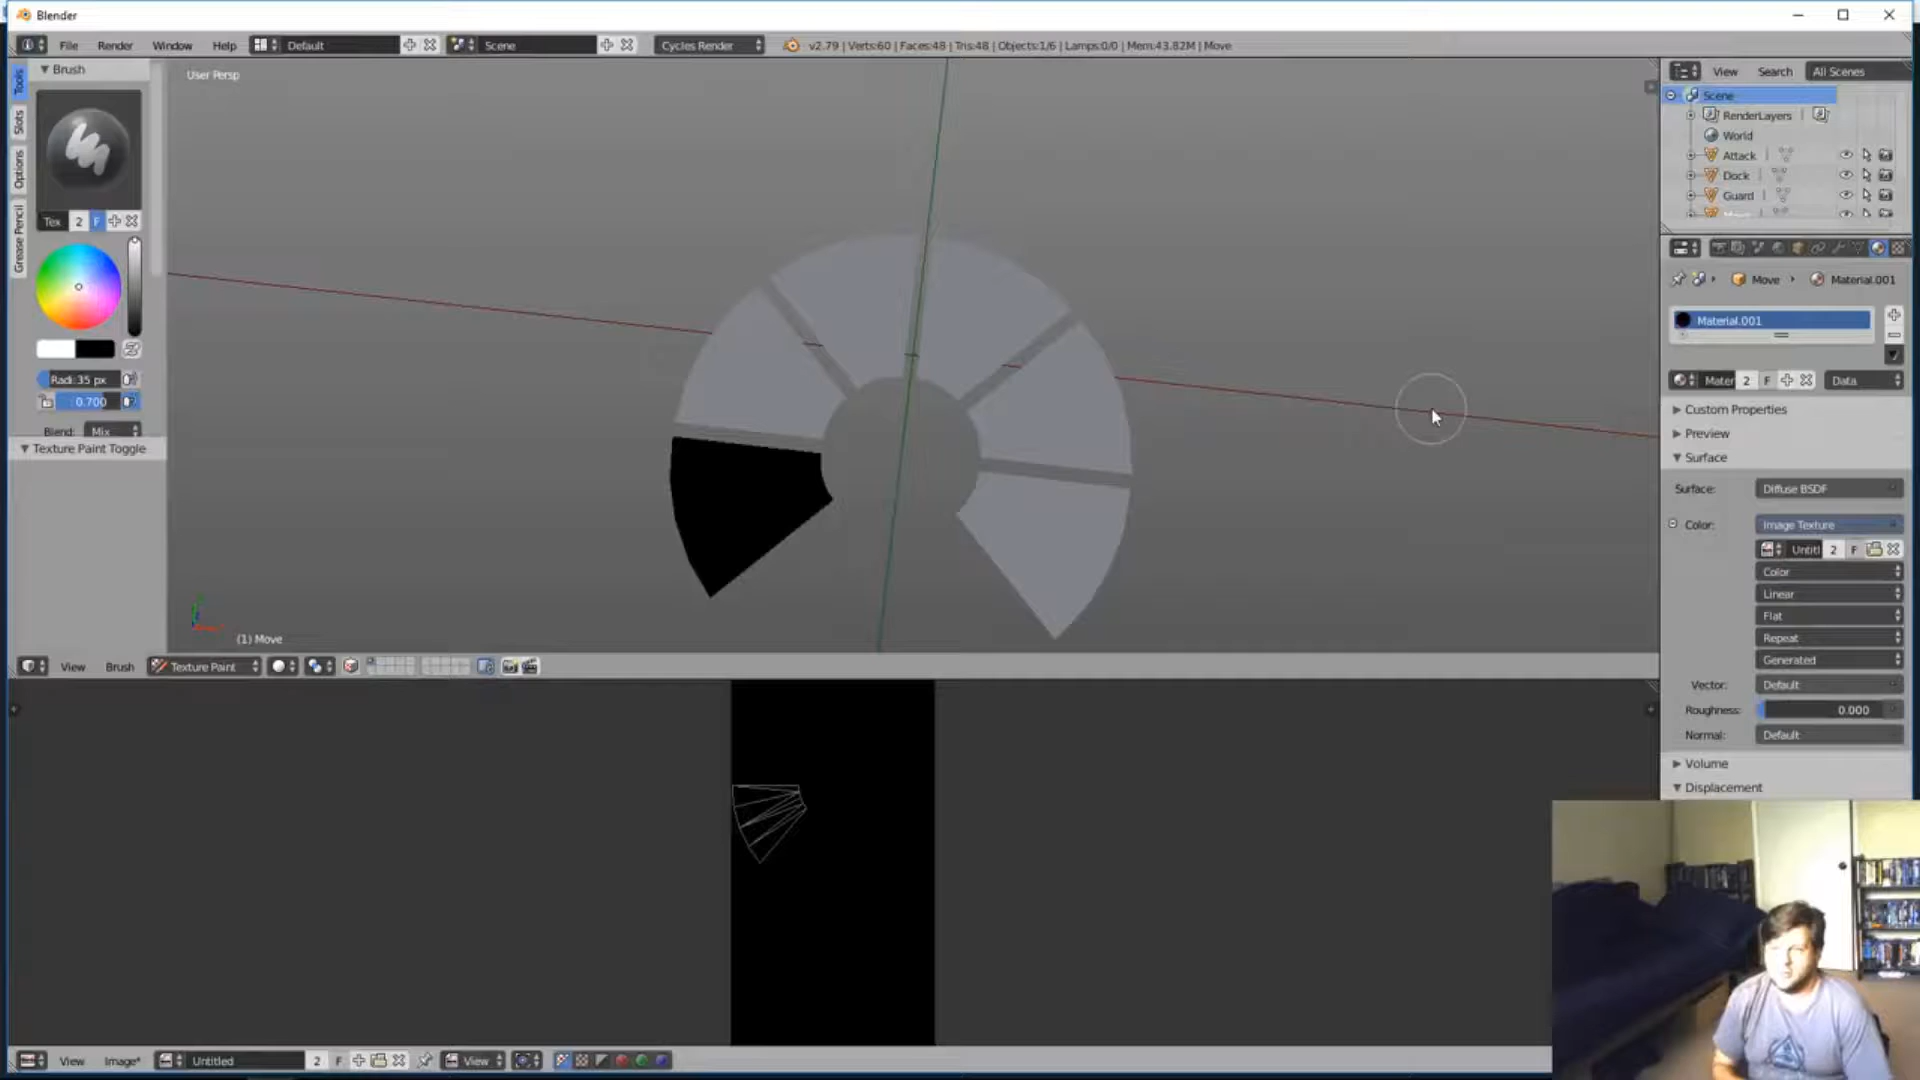 Blender
File Render Window Help Default Scene Cycles Render v2.79 | Verts:60 | Faces:48 | Tris:48 | Objects:1/6 | Lamps:0/0 | Mem:43.82M | Move
Tools
Slots
Options
Grease Pencil
Brush
Tex 2 F
Radi: 35 px
0.700
Blend: Mix
Texture Paint Toggle
User Persp
(1) Move
View Brush Texture Paint
View Search All Scenes
Scene
RenderLayers
World
Attack
Dock
Guard
Move Material.001
Material.001
Mater 2 F Data
Custom Properties
Preview
Surface
Surface: Diffuse BSDF
Color: Image Texture
Untitl 2 F
Color
Linear
Flat
Repeat
Generated
Vector: Default
Roughness: 0.000
Normal: Default
Volume
Displacement
View Image* Untitled 2 F View